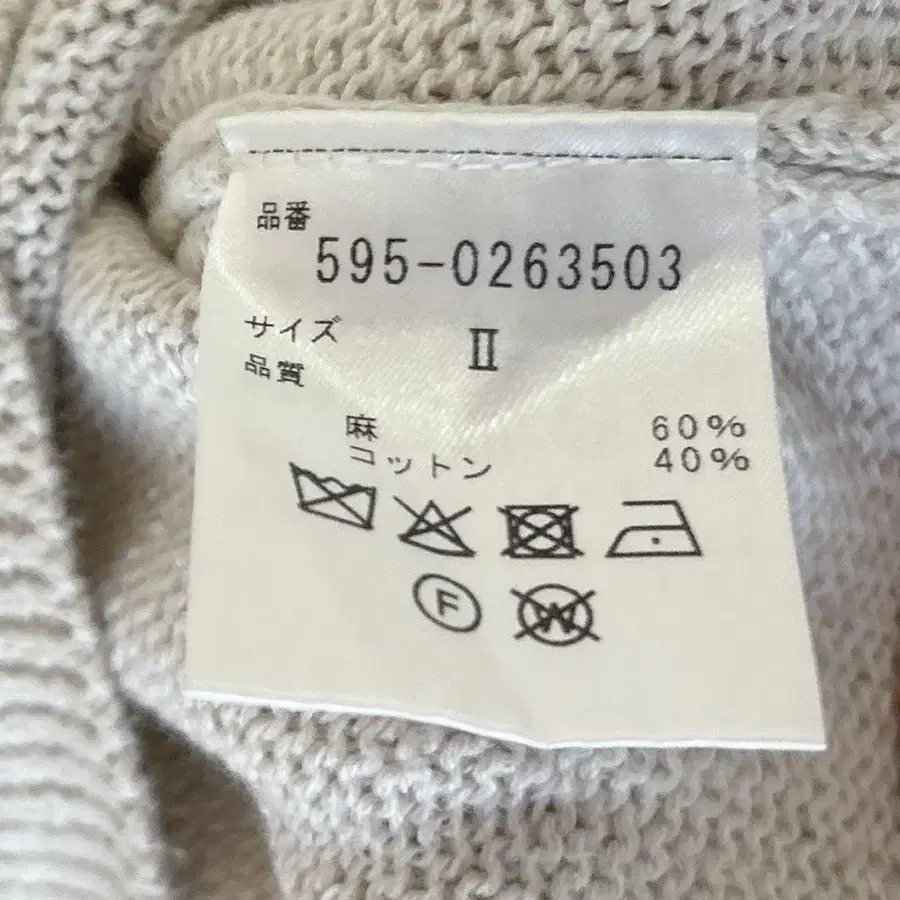 品番
595-0263503
サイズ II
品質
麻 60%
コットン 40%
F W